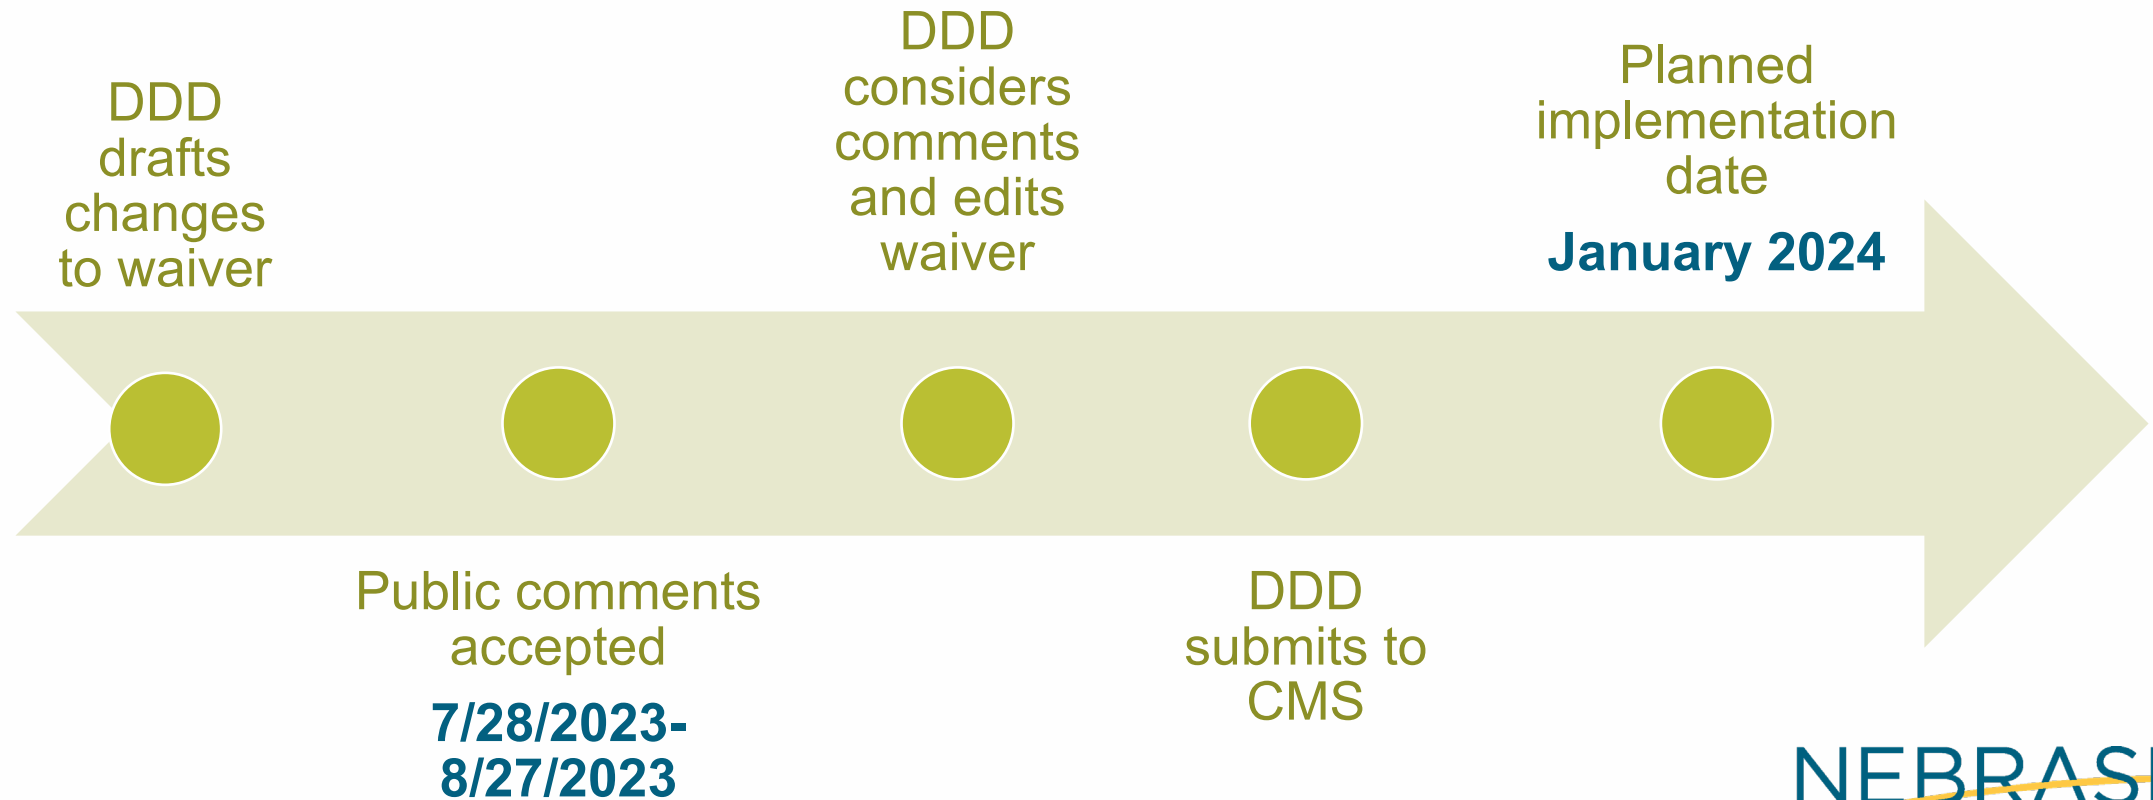 DDD
drafts
changes
to waiver
Public comments
accepted
7/28/2023-
8/27/2023
DDD
considers
comments
and edits
waiver
DDD
submits to
CMS
Planned
implementation
date
January 2024